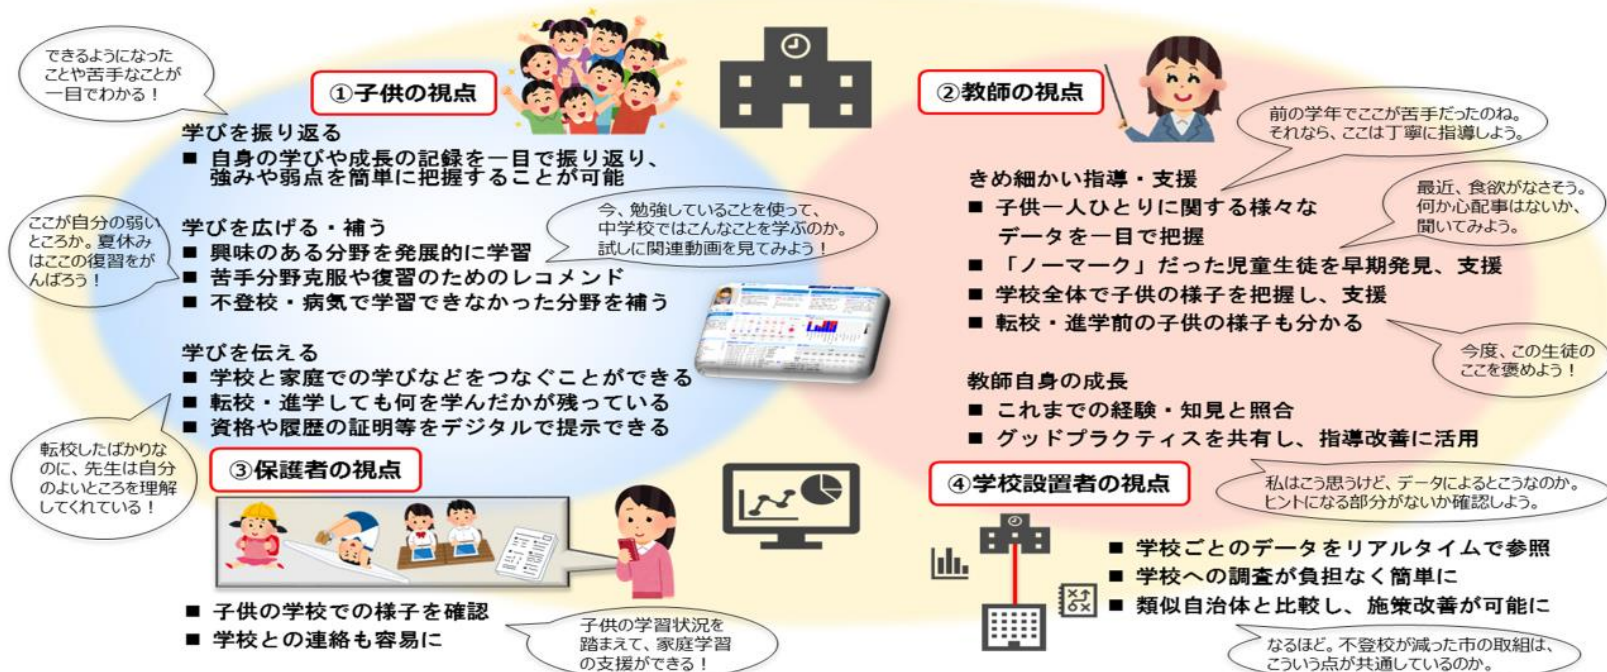 できるようになった
ことや苦手なことが
一目でわかる！
①子供の視点
学びを振り返る
■ 自身の学びや成長の記録を一目で振り返り、
強みや弱点を簡単に把握することが可能
ここが自分の弱い
ところか。夏休み
はここの復習をが
んばろう！
今、勉強していることを使って、
中学校ではこんなことを学ぶのか。
試しに関連動画を見てみよう！
学びを広げる・補う
■ 興味のある分野を発展的に学習
■ 苦手分野克服や復習のためのレコメンド
■ 不登校・病気で学習できなかった分野を補う
学びを伝える
■ 学校と家庭での学びなどをつなぐことができる
■ 転校・進学しても何を学んだかが残っている
■ 資格や履歴の証明等をデジタルで提示できる
転校したばかりな
のに、先生は自分
のよいところを理解
してくれている！
②教師の視点
前の学年でここが苦手だったのね。
それなら、ここは丁寧に指導しよう。
きめ細かい指導・支援
■ 子供一人ひとりに関する様々な
データを一目で把握
■ 「ノーマーク」だった児童生徒を早期発見、支援
■ 学校全体で子供の様子を把握し、支援
■ 転校・進学前の子供の様子も分かる
最近、食欲がなさそう。
何か心配事はないか、
聞いてみよう。
今度、この生徒の
ここを褒めよう！
教師自身の成長
■ これまでの経験・知見と照合
■ グッドプラクティスを共有し、指導改善に活用
私はこう思うけど、データによるとこうなのか。
ヒントになる部分がないか確認しよう。
③保護者の視点
■ 子供の学校での様子を確認
■ 学校との連絡も容易に
子供の学習状況を
踏まえて、家庭学習
の支援ができる！
④学校設置者の視点
■ 学校ごとのデータをリアルタイムで参照
■ 学校への調査が負担なく簡単に
■ 類似自治体と比較し、施策改善が可能に
なるほど。不登校が減った市の取組は、
こういう点が共通しているのか。